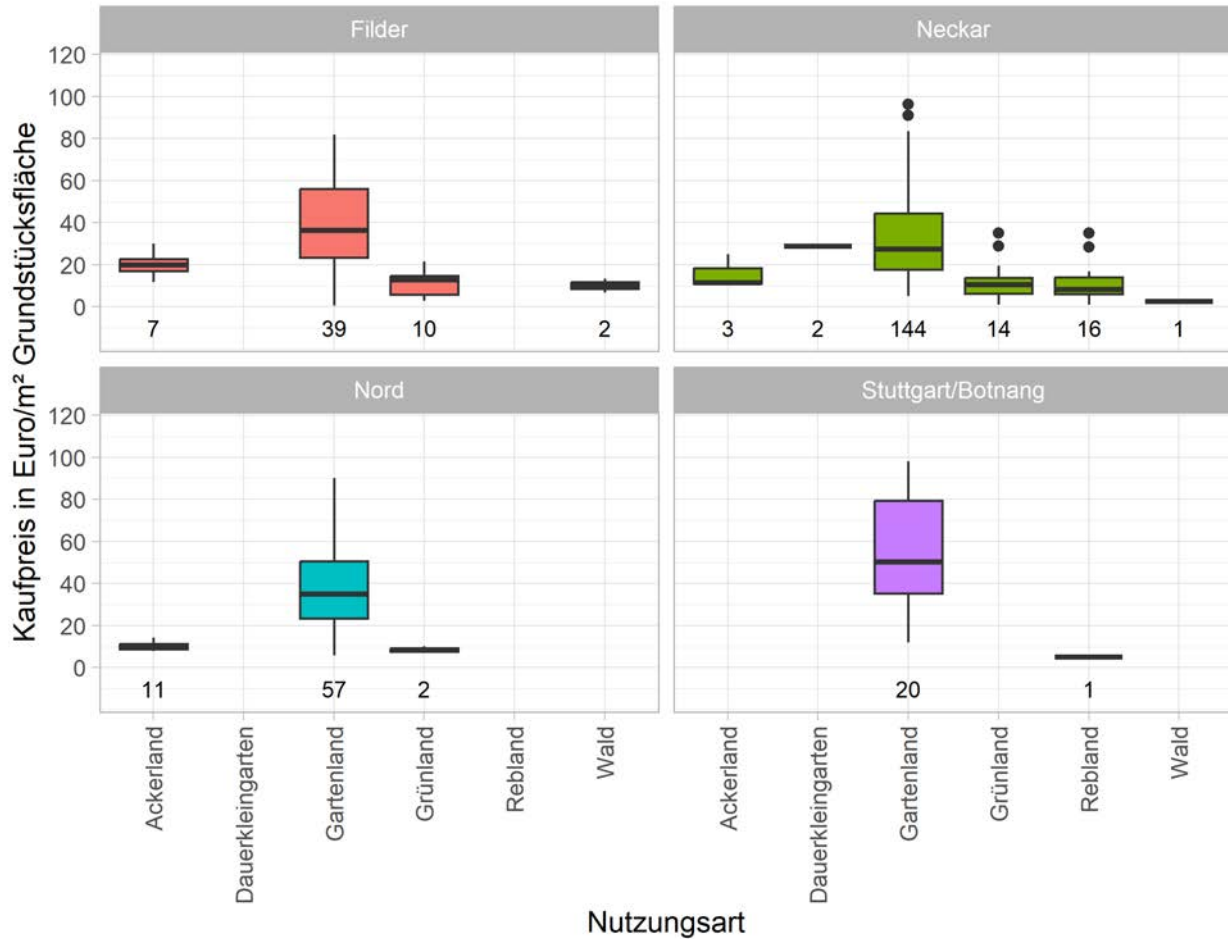 Filder
Neckar
120
100
80
60
40
20
0
7
39
10
2
3
2
144
14
16
1
Nord
Stuttgart/Botnang
120
100
80
60
40
20
0
11
57
2
20
1
Kaufpreis in Euro/m² Grundstücksfläche
Ackerland
Dauerkleingarten
Gartenland
Grünland
Rebland
Wald
Ackerland
Dauerkleingarten
Gartenland
Grünland
Rebland
Wald
Nutzungsart